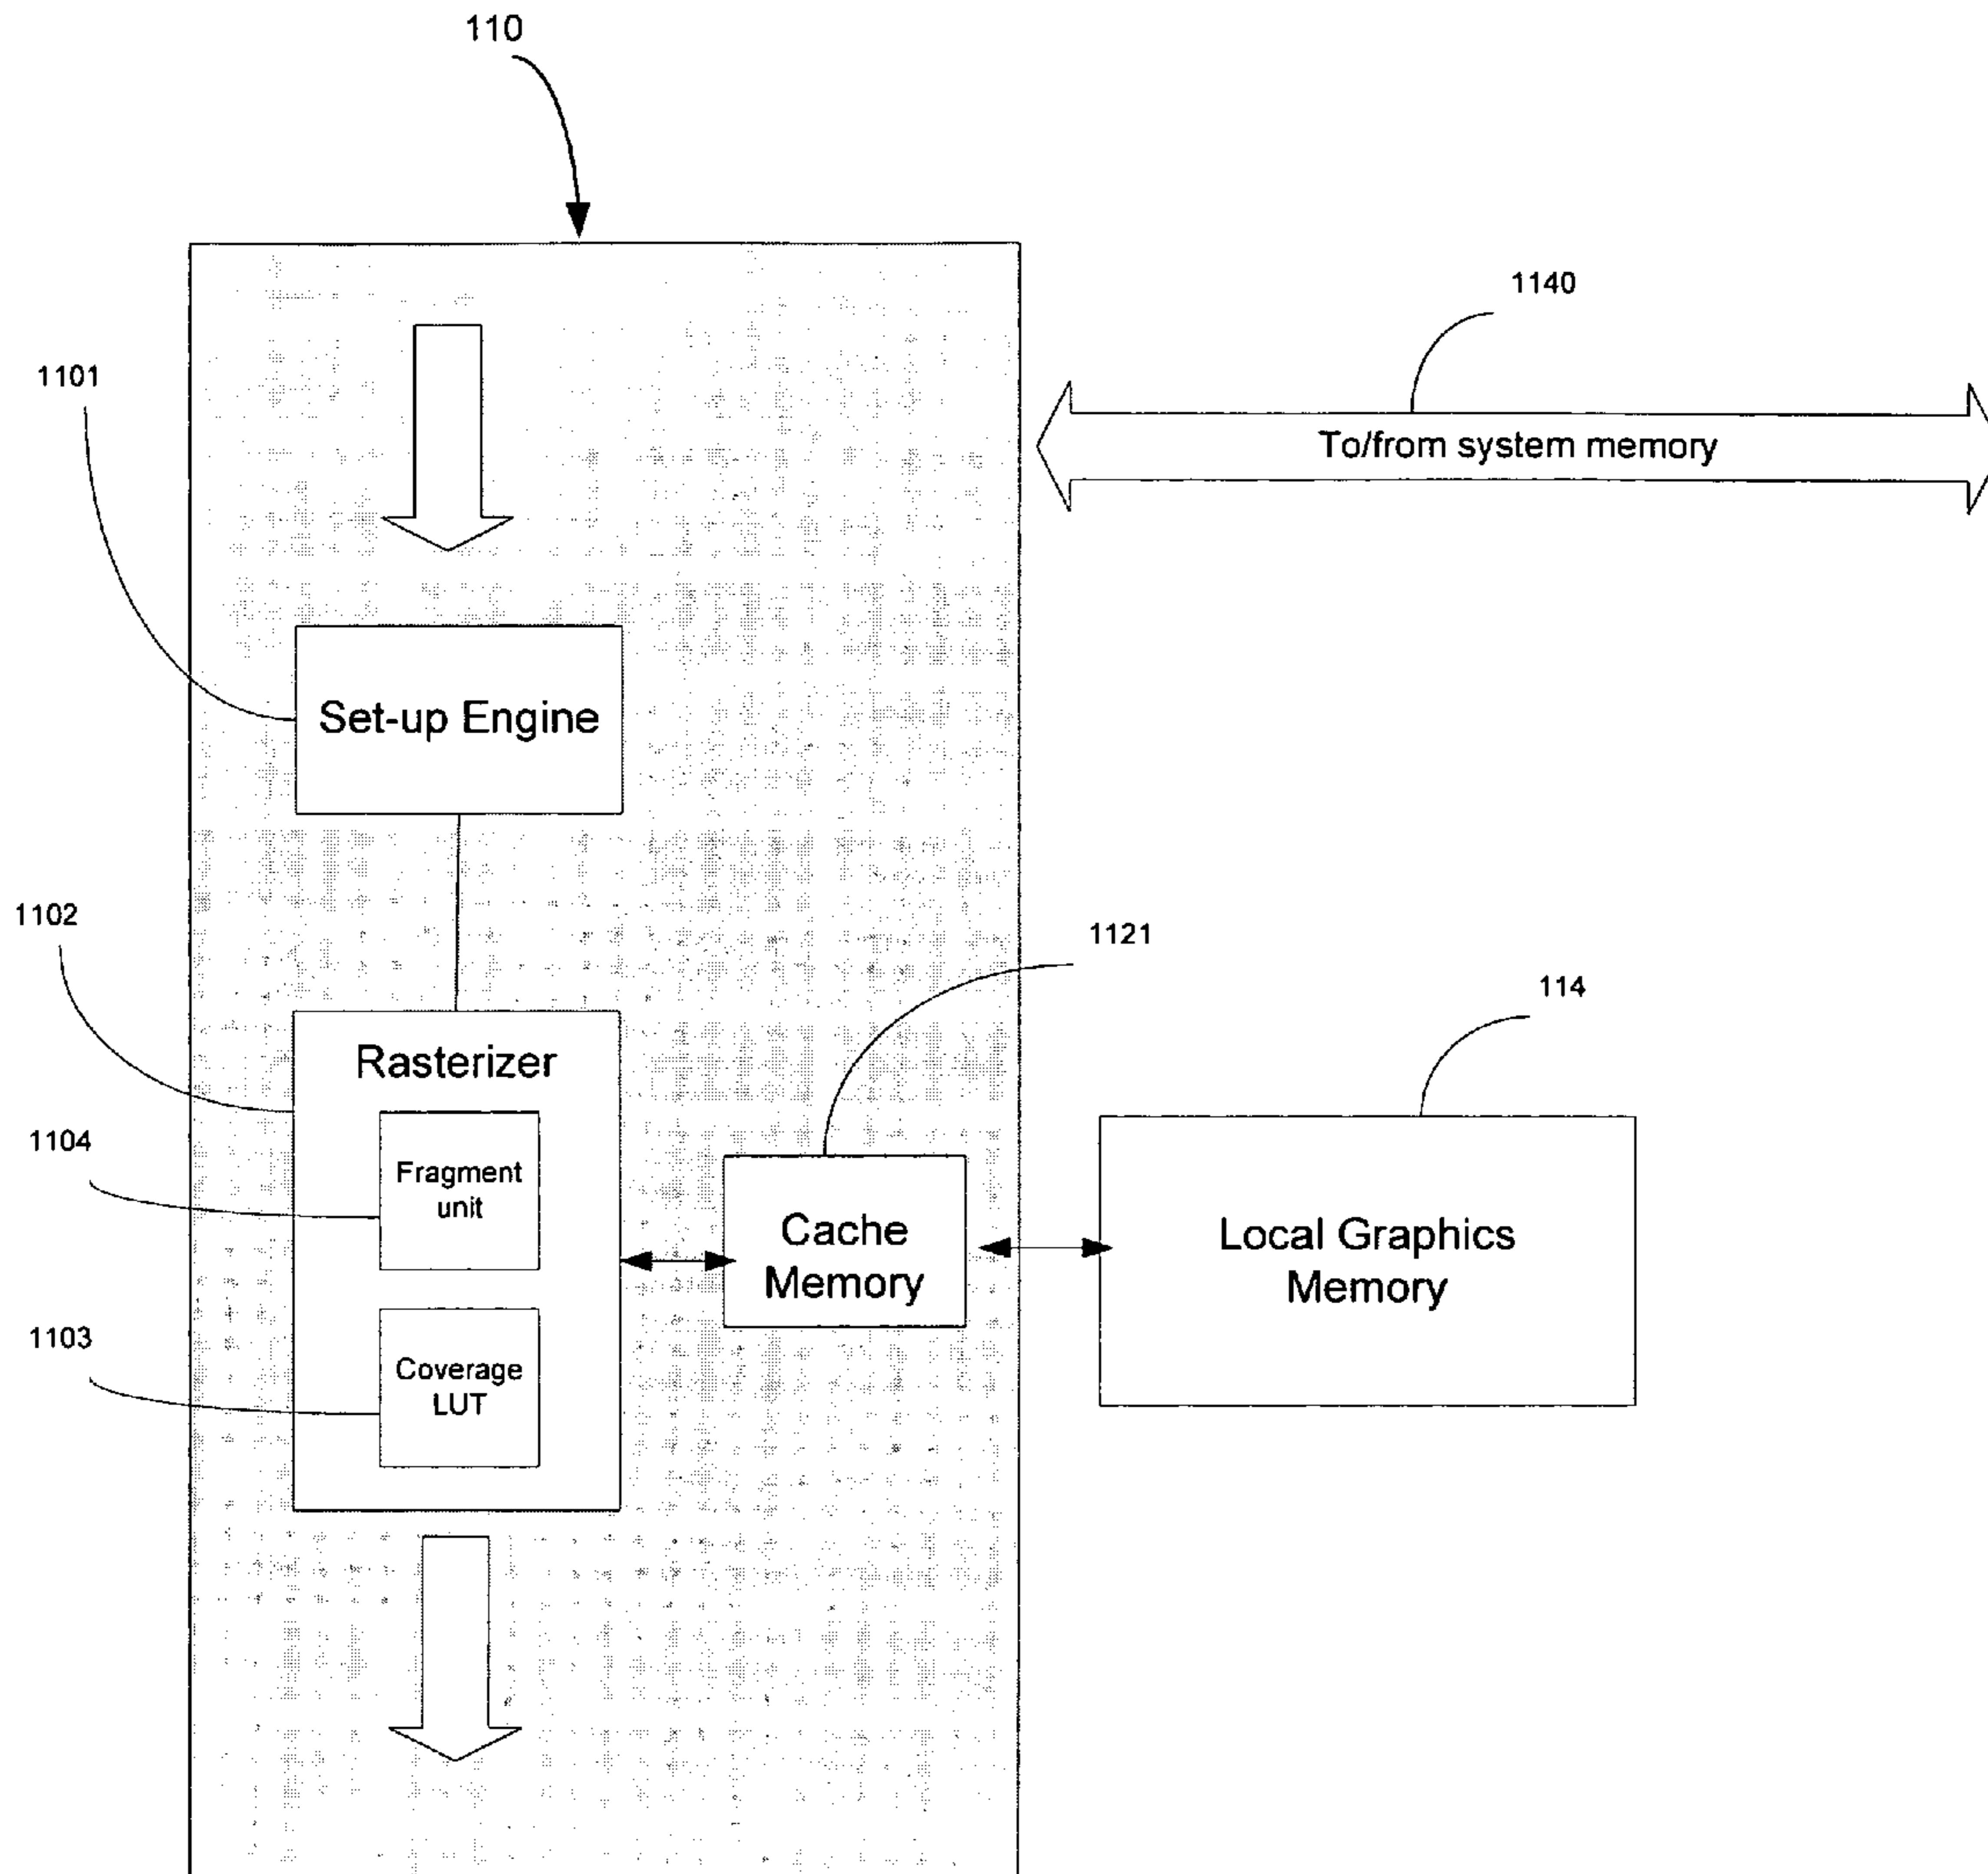 110
1140
To/from system memory
1101
Set-up Engine
1102
1121
114
Rasterizer
1104
Fragment
unit
Cache
Memory
Local Graphics
Memory
1103
Coverage
LUT